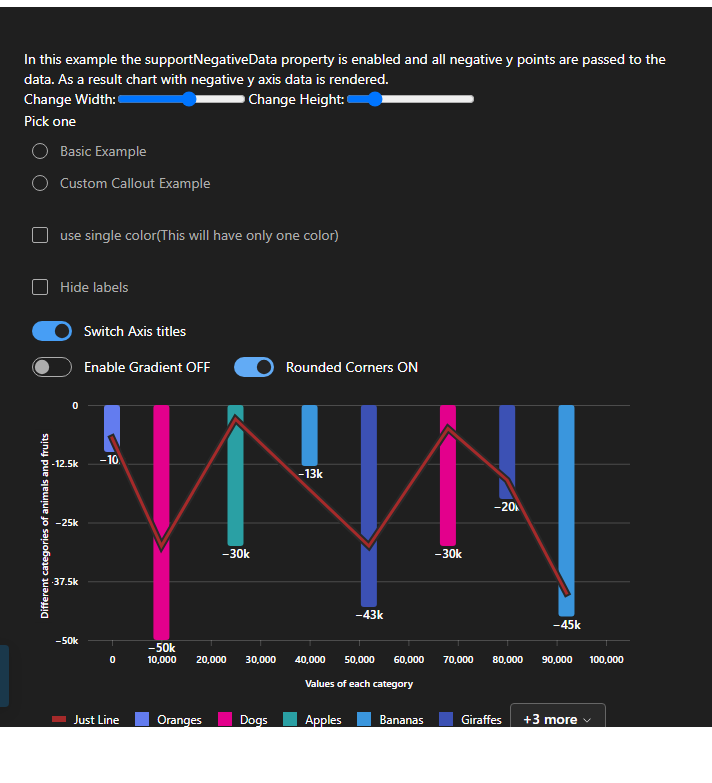 In this example the supportNegativeData property is enabled and all negative y points are passed to the
data. As a result chart with negative y axis data is rendered.
Change Width: Change Height:
Pick one
Basic Example
Custom Callout Example
use single color(This will have only one color)
Hide labels
Switch Axis titles
Enable Gradient OFF Rounded Corners ON
Different categories of animals and fruits
0
-12.5k
−25k
-37.5k
−50k
−50k
−30k
−13k
−43k
−30k
−45k
0 10,000 20,000 30,000 40,000 50,000 60,000 70,000 80,000 90,000 100,000
Values of each category
Just Line Oranges Dogs Apples Bananas Giraffes +3 more